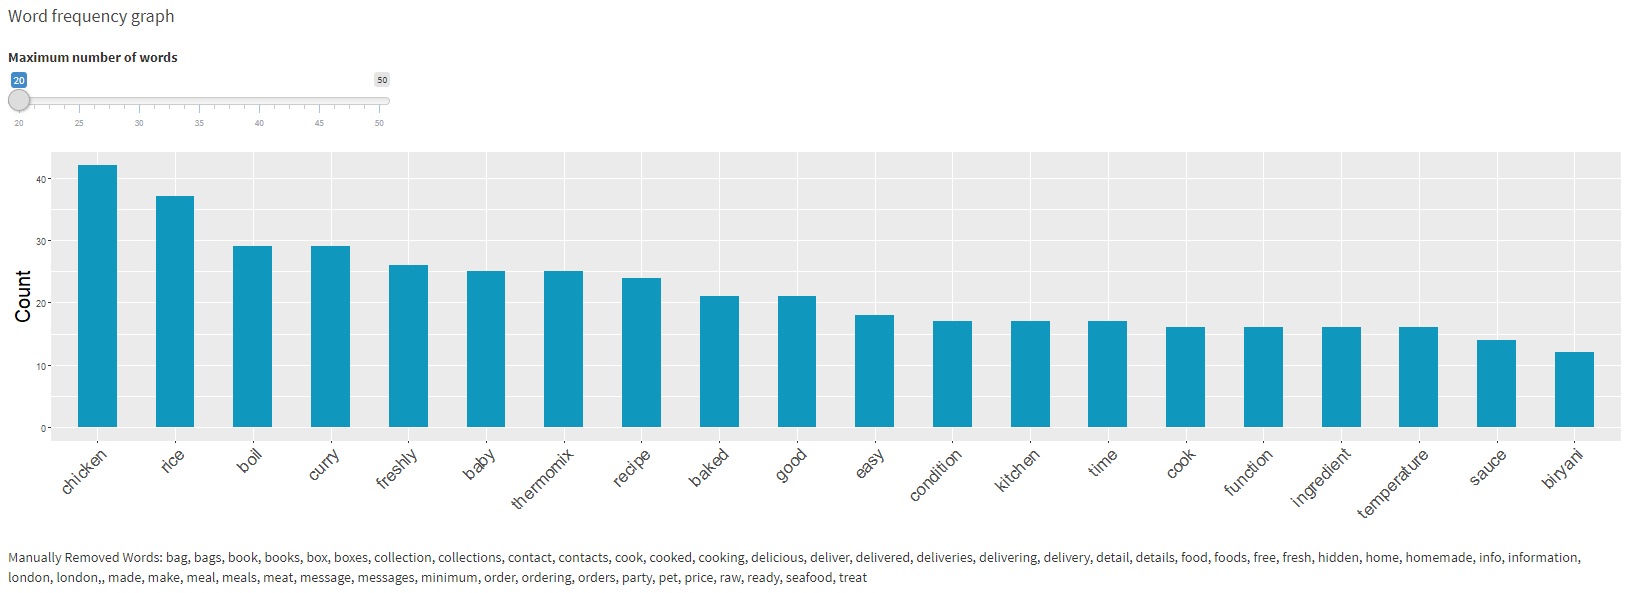 Word frequency graph
Maximum number of words
20 50
20 25 30 35 40 45 50
40
30
20
10
0
Count
chicken rice boil curry freshly baby thermomix recipe baked good easy condition kitchen time cook function ingredient temperature sauce biryani
Manually Removed Words: bag, bags, book, books, box, boxes, collection, collections, contact, contacts, cook, cooked, cooking, delicious, deliver, delivered, deliveries, delivering, delivery, detail, details, food, foods, free, fresh, hidden, home, homemade, info, information,
london, london,, made, make, meal, meals, meat, message, messages, minimum, order, ordering, orders, party, pet, price, raw, ready, seafood, treat